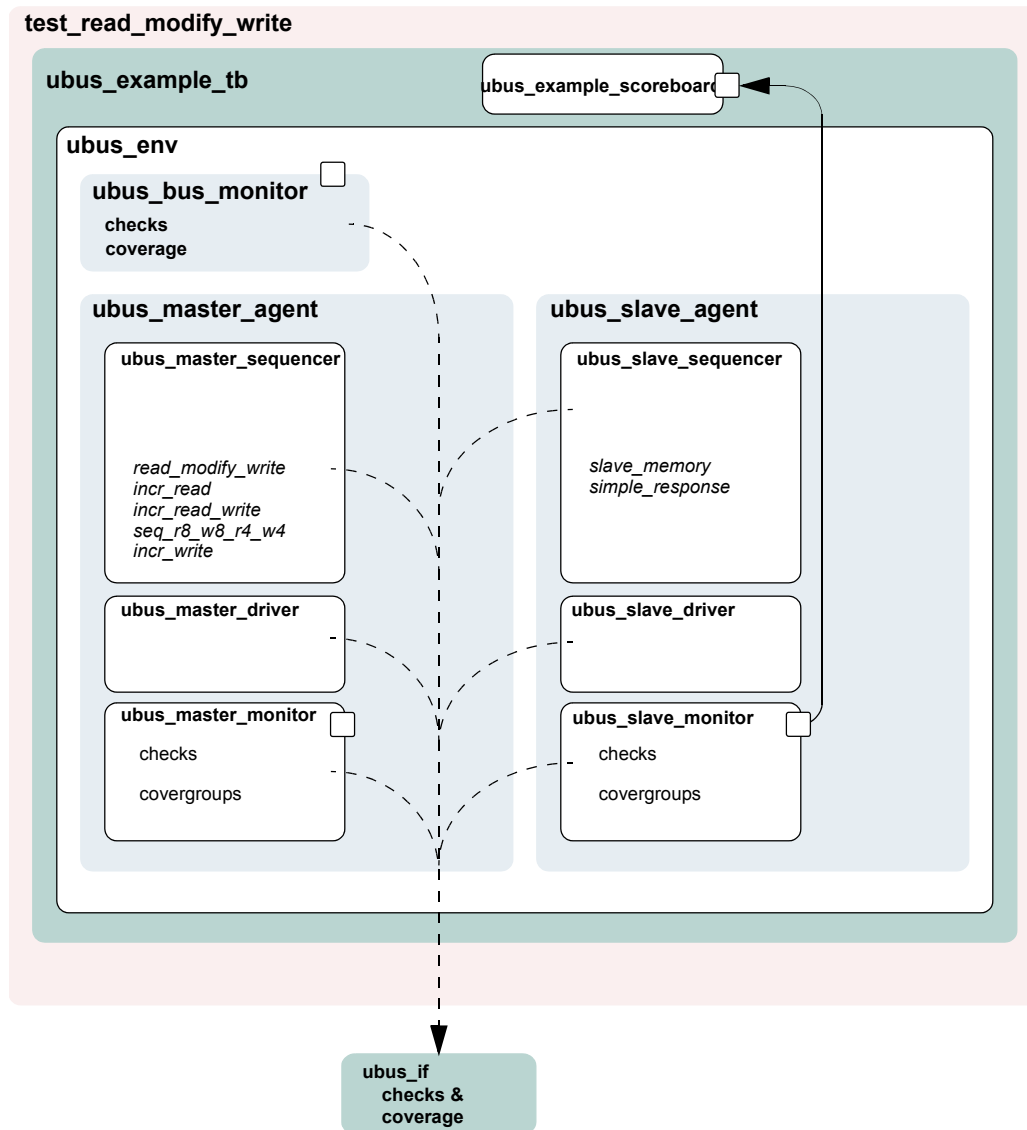 test_read_modify_write
ubus_example_tb
ubus_example_scoreboard
ubus_env
ubus_bus_monitor
checks
coverage
ubus_master_agent
ubus_master_sequencer
read_modify_write
incr_read
incr_read_write
seq_r8_w8_r4_w4
incr_write
ubus_master_driver
ubus_master_monitor
checks
covergroups
ubus_slave_agent
ubus_slave_sequencer
slave_memory
simple_response
ubus_slave_driver
ubus_slave_monitor
checks
covergroups
ubus_if
checks &
coverage